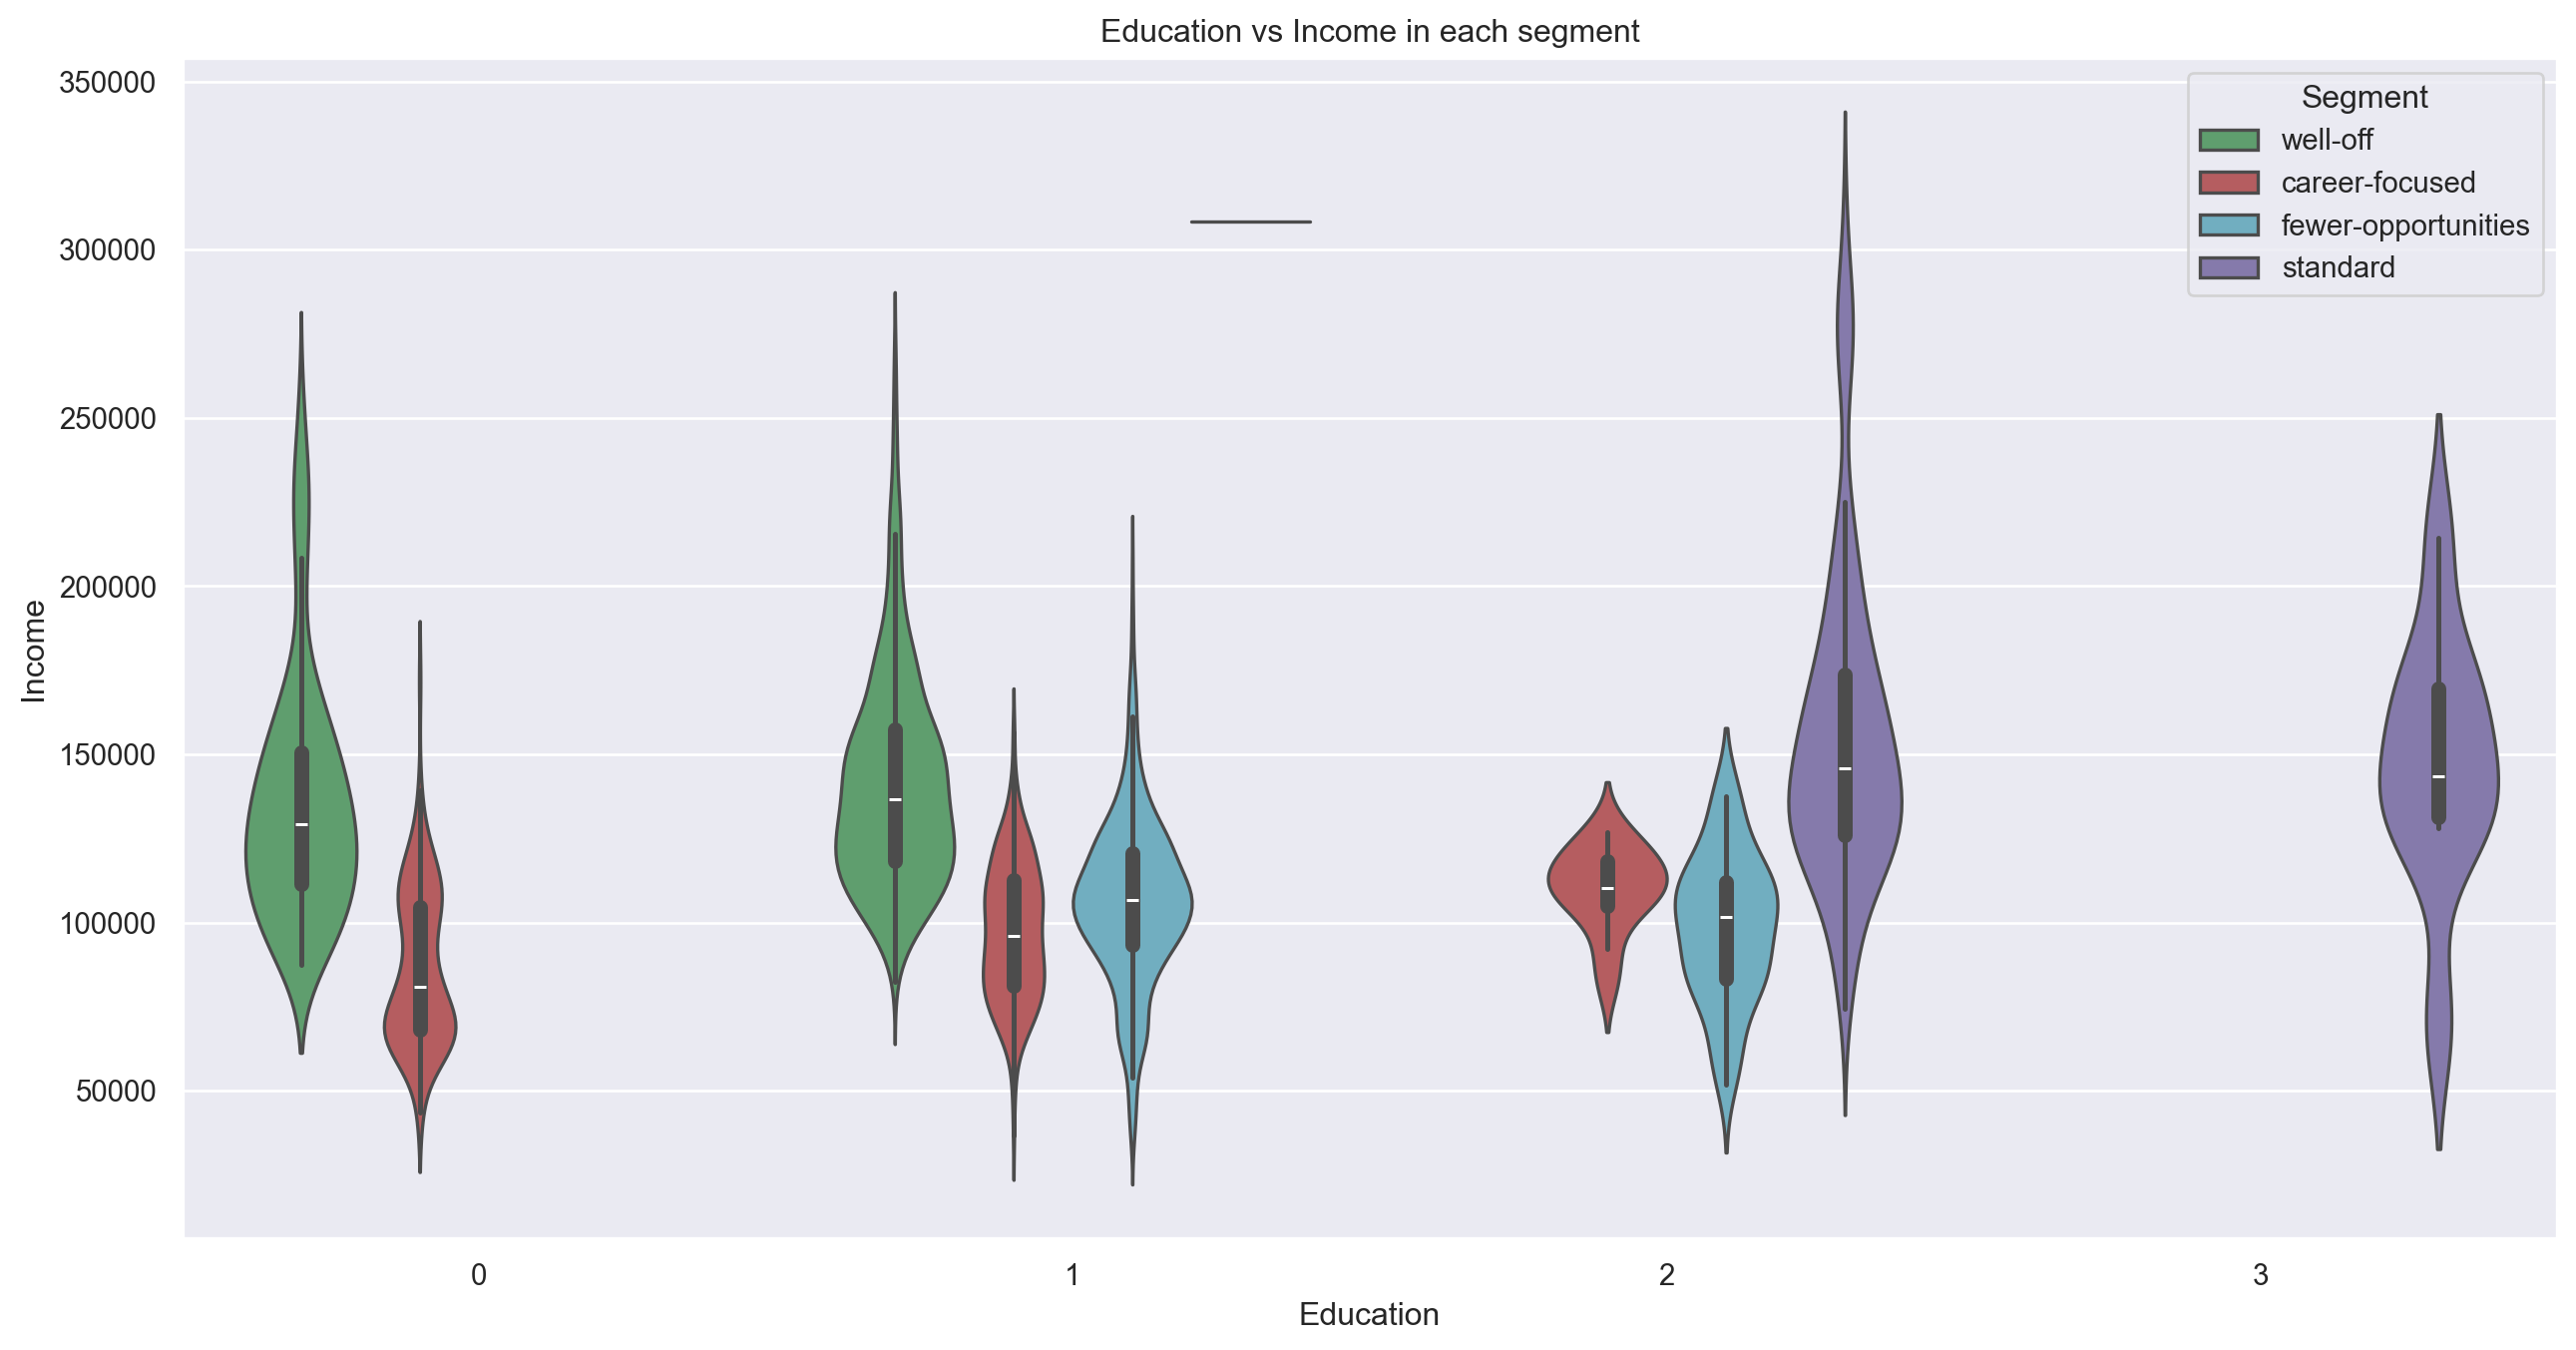 Education vs Income in each segment
350000
300000
250000
200000
150000
100000
50000
Income
Segment
well-off
career-focused
fewer-opportunities
standard
0
1
2
3
Education